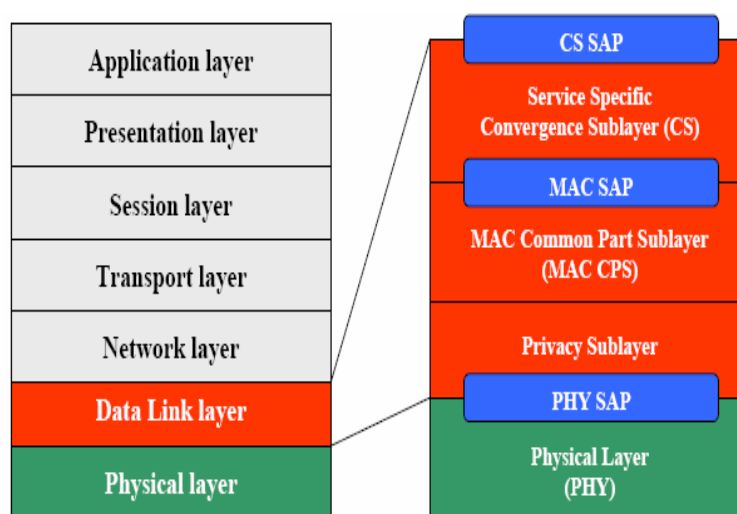 Application layer
Presentation layer
Session layer
Transport layer
Network layer
Data Link layer
Physical layer
CS SAP
Service Specific
Convergence Sublayer (CS)
MAC SAP
MAC Common Part Sublayer
(MAC CPS)
Privacy Sublayer
PHY SAP
Physical Layer
(PHY)